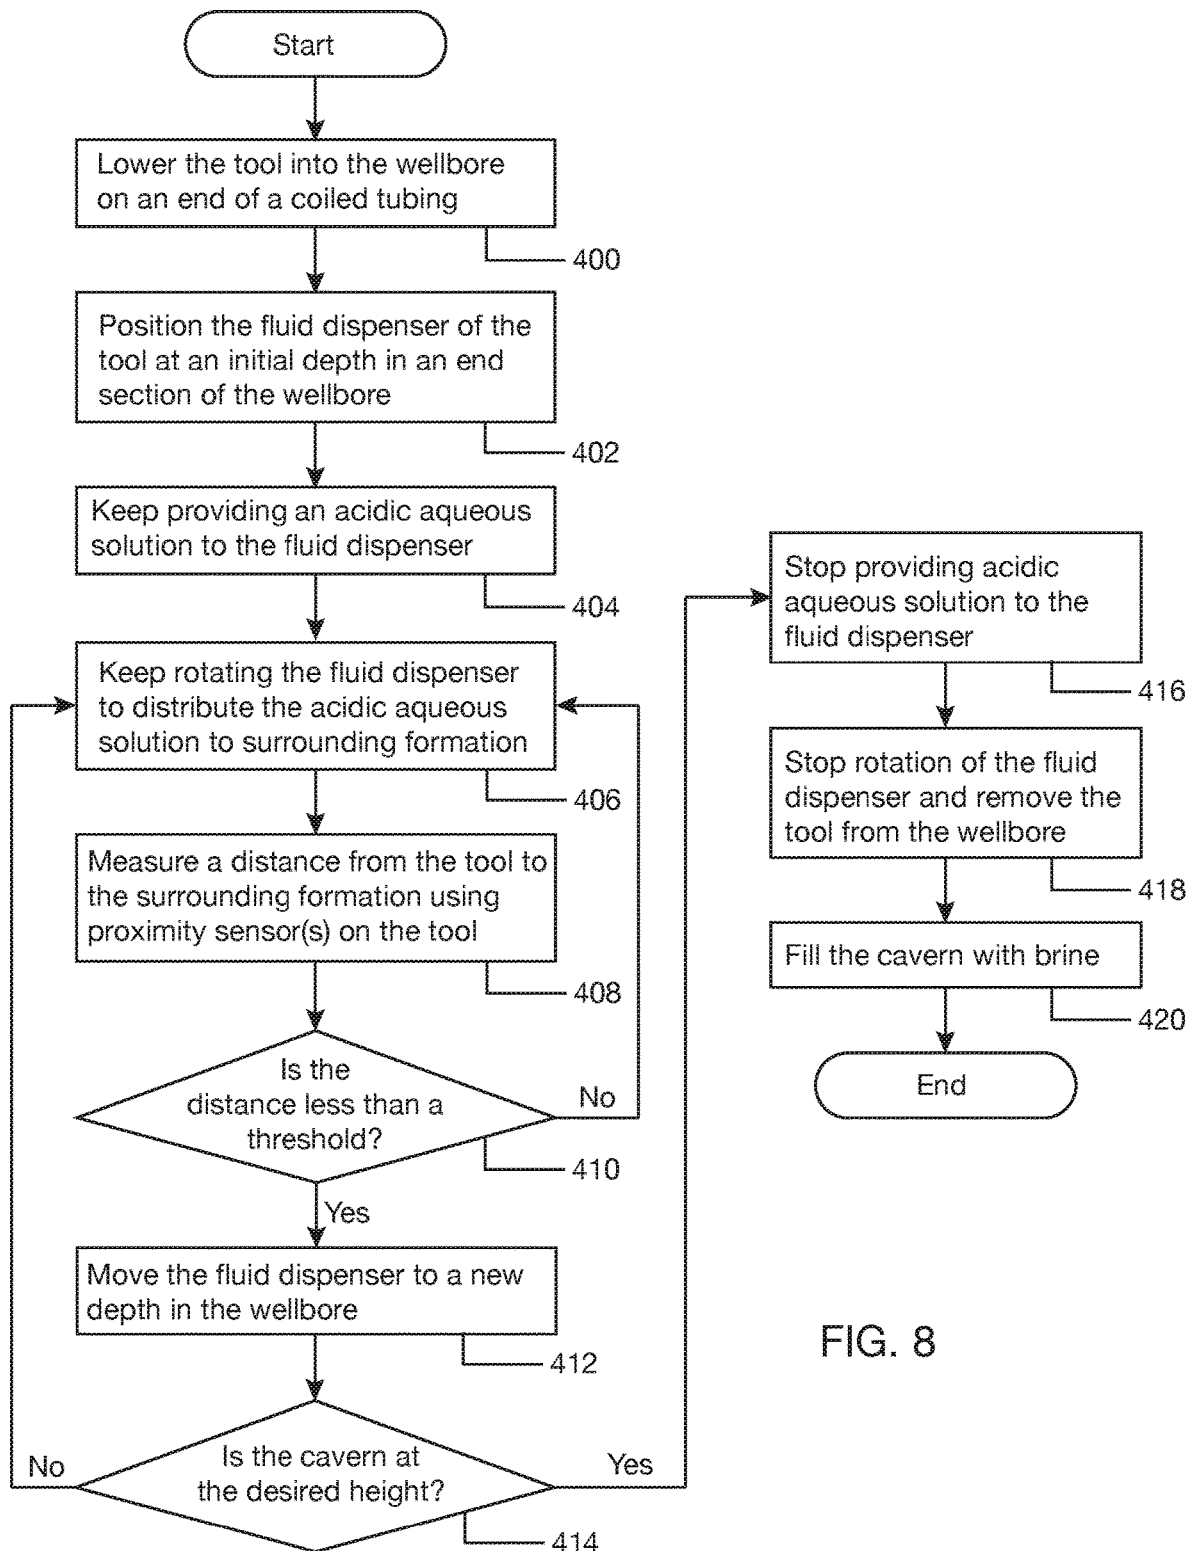 Start
Lower the tool into the wellbore
on an end of a coiled tubing
400
Position the fluid dispenser of the
tool at an initial depth in an end
section of the wellbore
402
Keep providing an acidic aqueous
solution to the fluid dispenser
404
Keep rotating the fluid dispenser
to distribute the acidic aqueous
solution to surrounding formation
406
Measure a distance from the tool to
the surrounding formation using
proximity sensor(s) on the tool
408
Is the
distance less than a
threshold?
No
410
Yes
Move the fluid dispenser to a new
depth in the wellbore
412
Is the cavern at
the desired height?
No
Yes
414
Stop providing acidic
aqueous solution to the
fluid dispenser
416
Stop rotation of the fluid
dispenser and remove the
tool from the wellbore
418
Fill the cavern with brine
420
End
FIG. 8